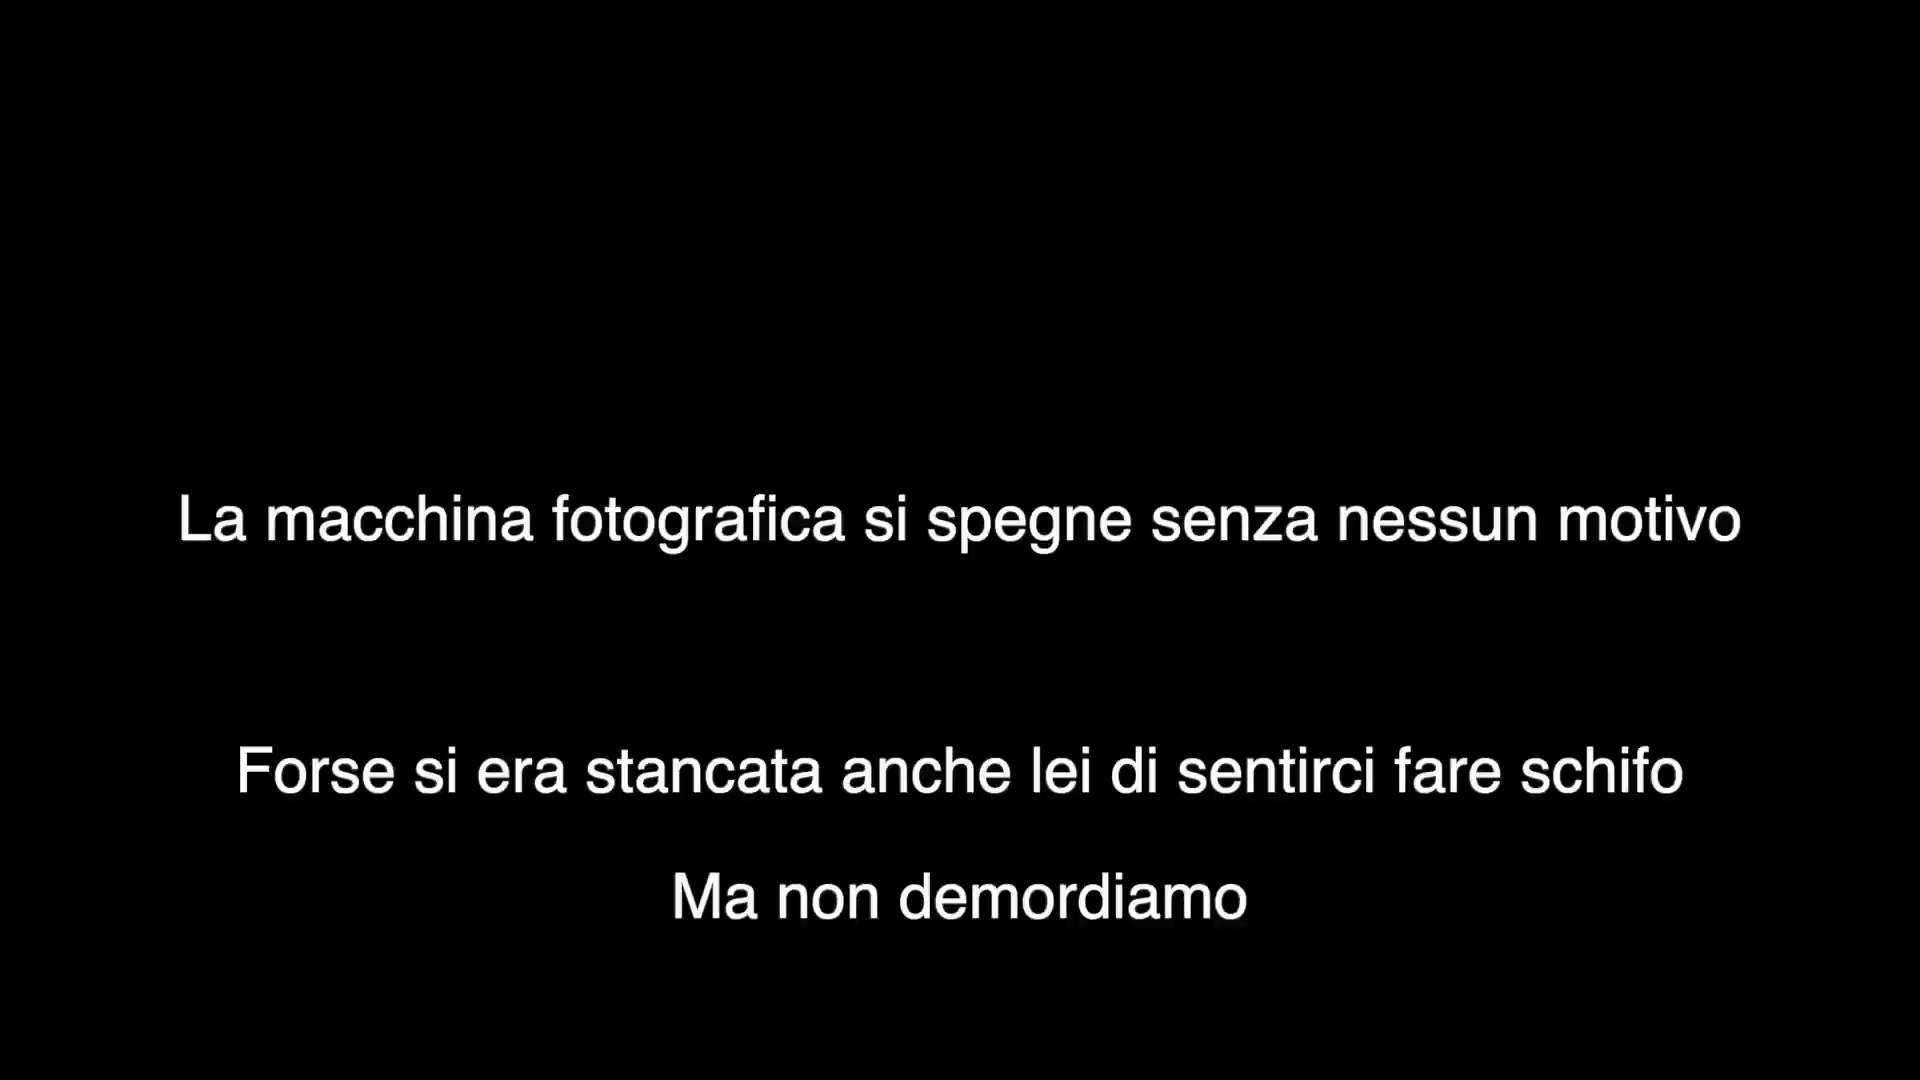 La macchina fotografica si spegne senza nessun motivo
Forse si era stancata anche lei di sentirci fare schifo
Ma non demordiamo